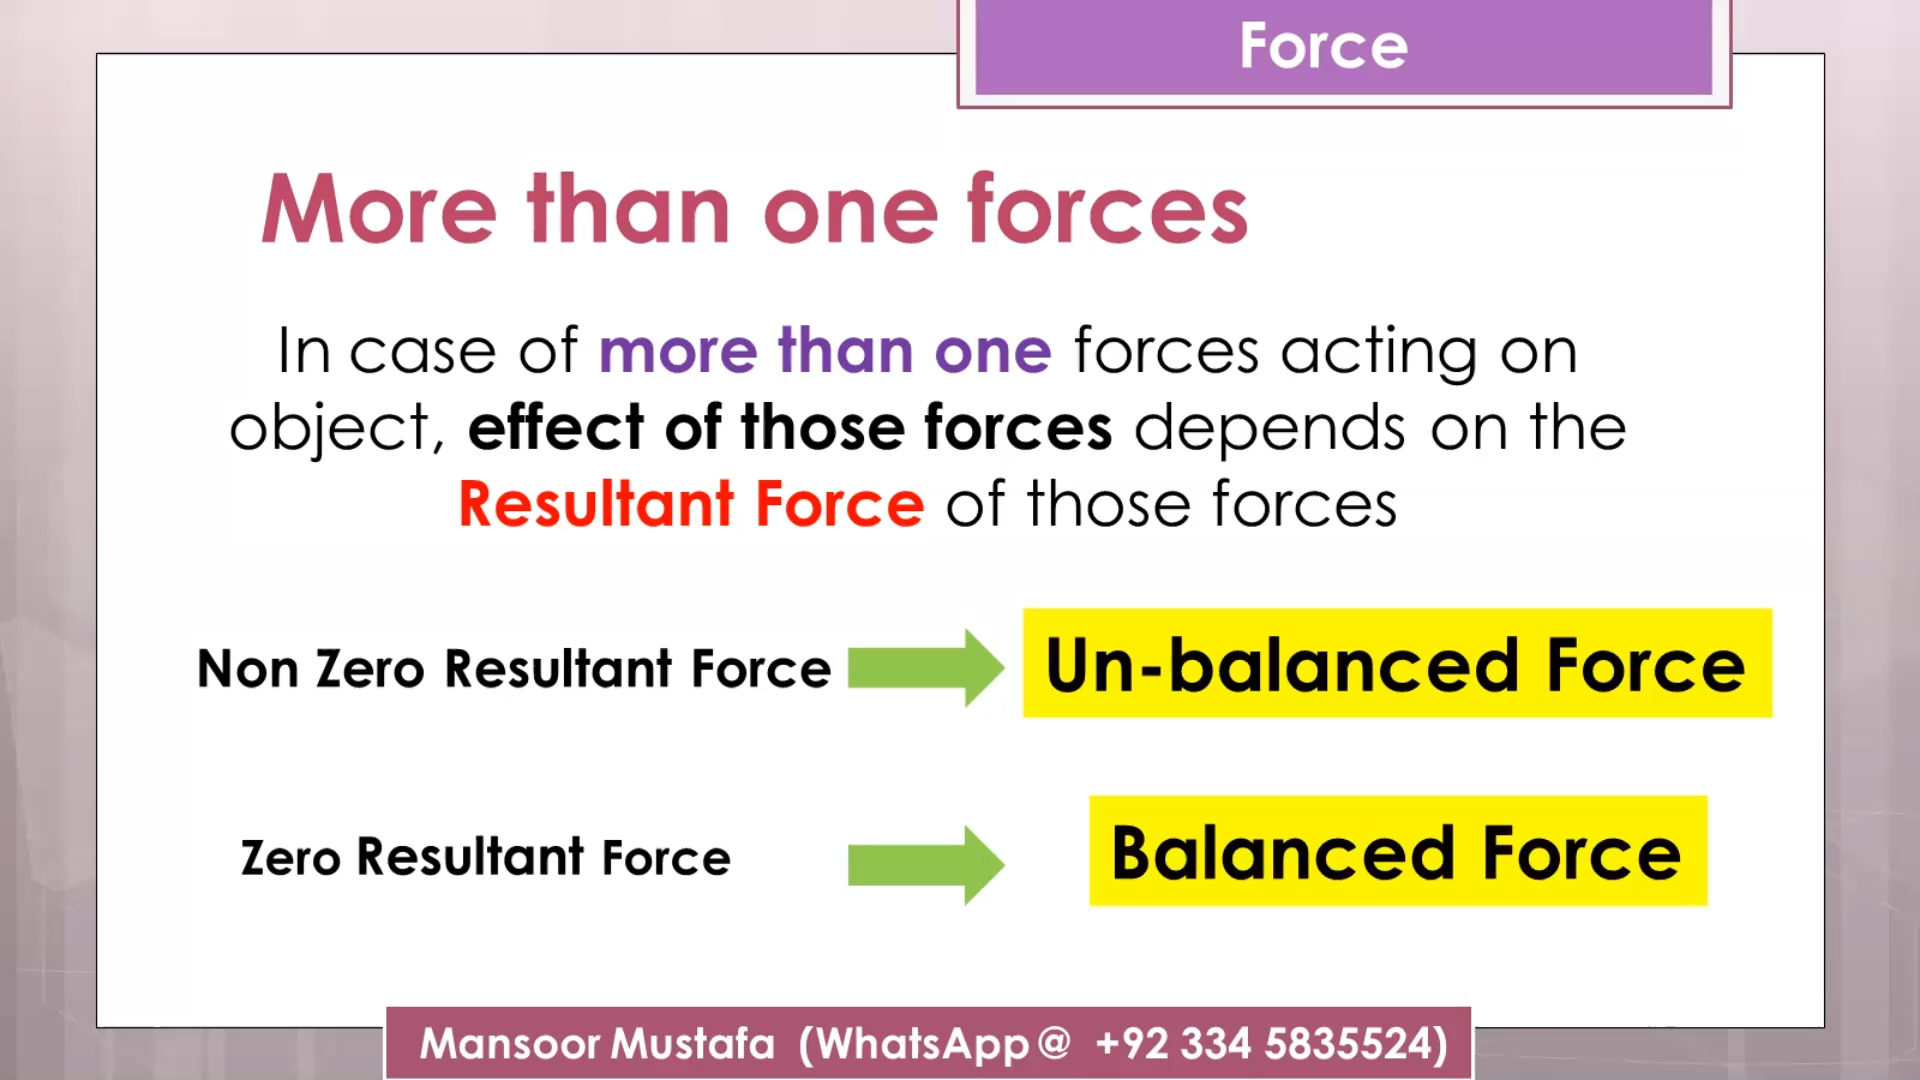 Force
More than one forces
In case of more than one forces acting on
object, effect of those forces depends on the
Resultant Force of those forces
Non Zero Resultant Force
Un-balanced Force
Zero Resultant Force
Balanced Force
Mansoor Mustafa (WhatsApp@ +92 334 5835524)